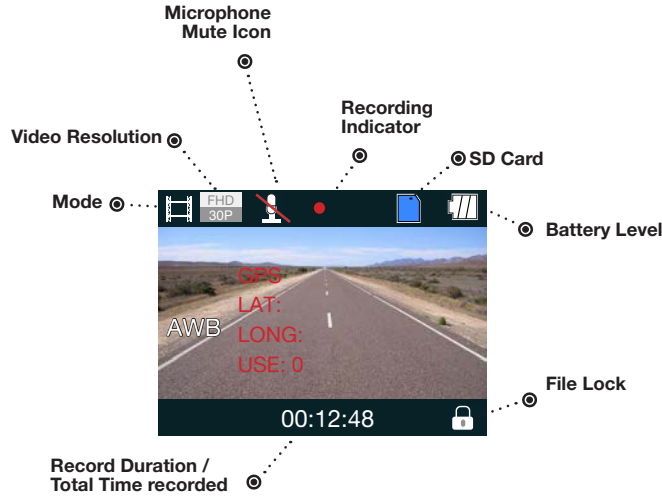 Microphone
Mute Icon
Recording
Indicator
Video Resolution
SD Card
Mode
FHD
30P
Battery Level
GPS
LAT:
AWB
LONG:
USE: 0
File Lock
00:12:48
Record Duration /
Total Time recorded